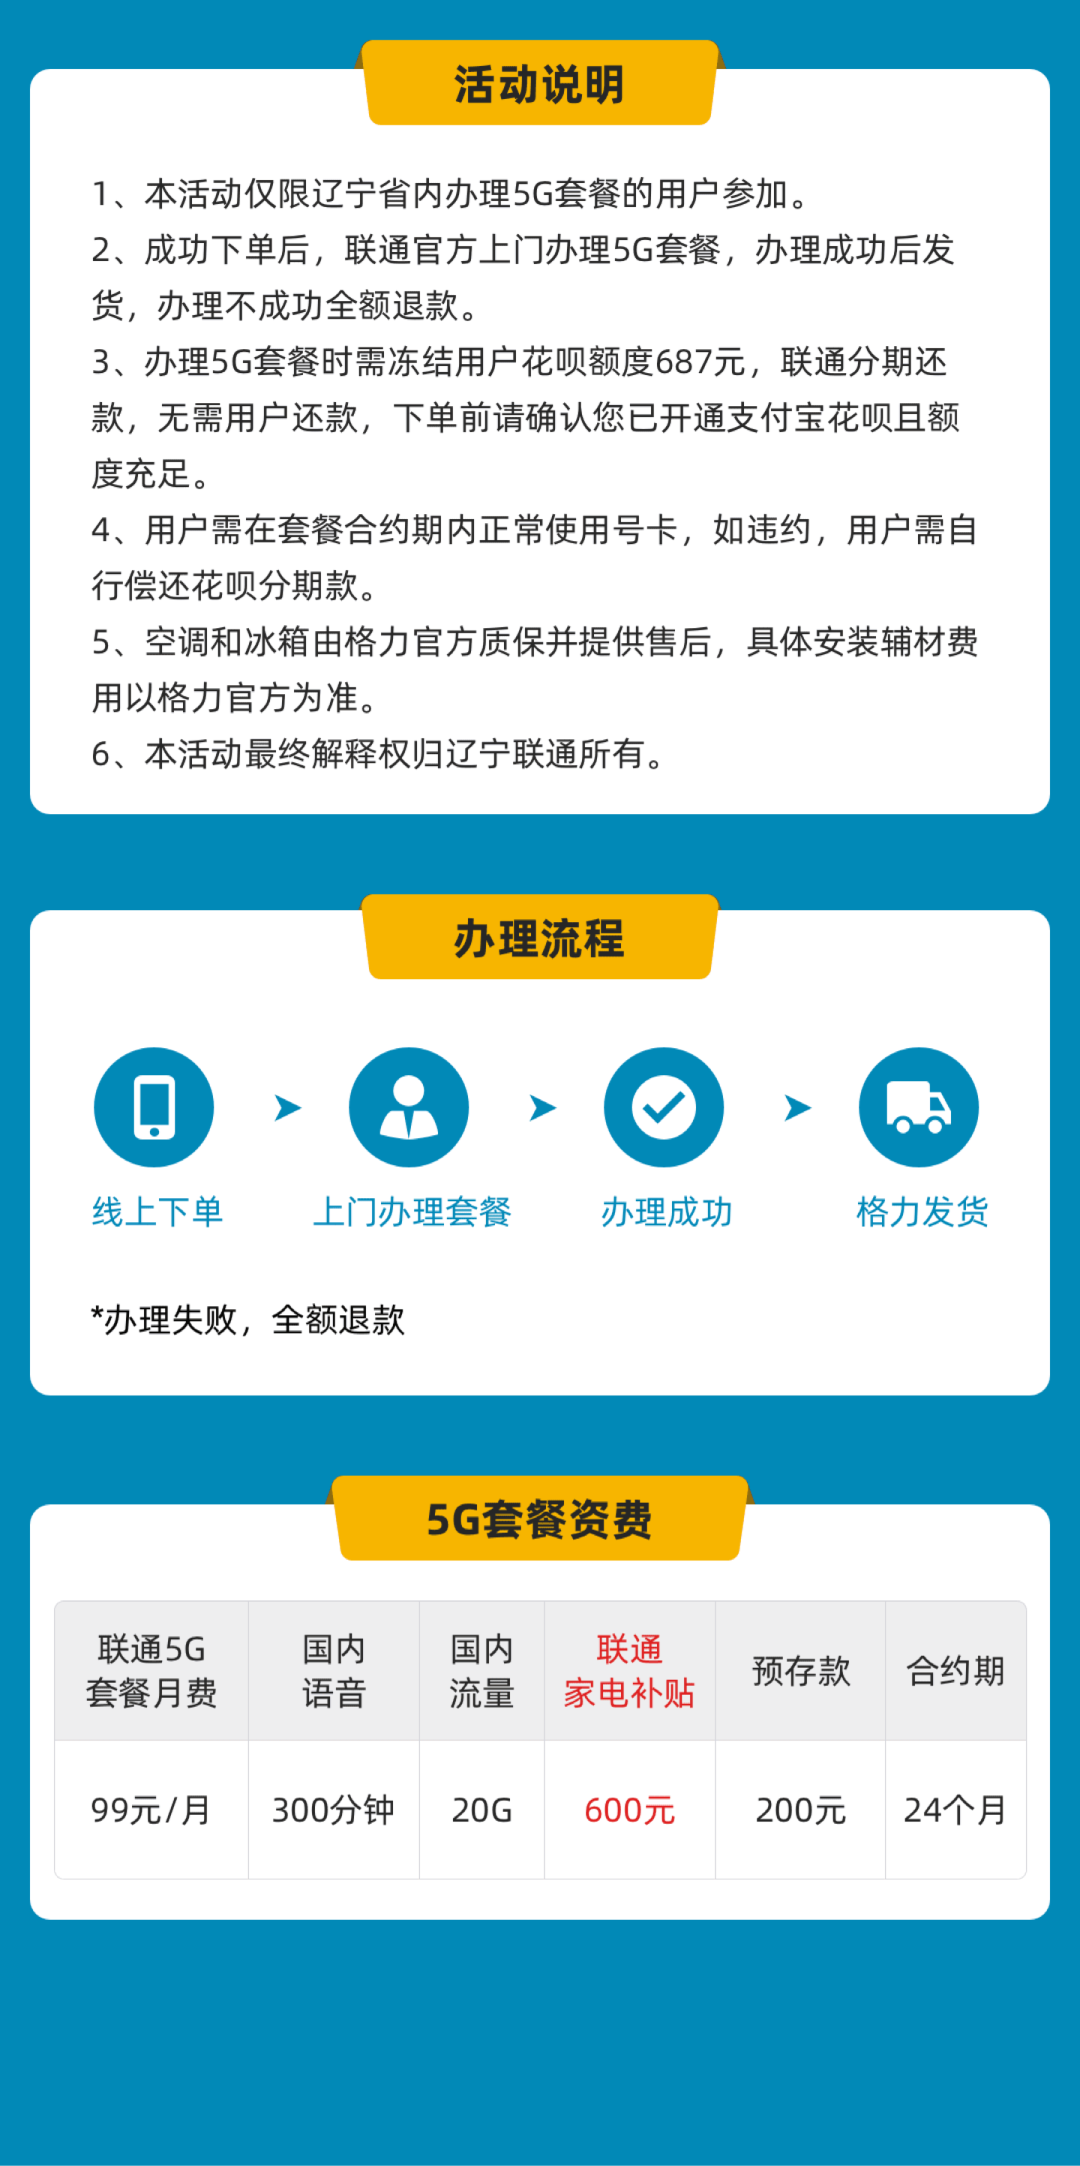 活动说明
1、本活动仅限辽宁省内办理5G套餐的用户参加。
2、成功下单后，联通官方上门办理5G套餐，办理成功后发
货，办理不成功全额退款。
3、办理5G套餐时需冻结用户花呗额度687元，联通分期还
款，无需用户还款，下单前请确认您已开通支付宝花呗且额
度充足。
4、用户需在套餐合约期内正常使用号卡，如违约，用户需自
行偿还花呗分期款。
5、空调和冰箱由格力官方质保并提供售后，具体安装辅材费
用以格力官方为准。
6、本活动最终解释权归辽宁联通所有。
办理流程
线上下单 上门办理套餐 办理成功 格力发货
*办理失败，全额退款
5G套餐资费
联通5G 国内 国内 联通
套餐月费 语音 流量 家电补贴 预存款 合约期
99元/月 300分钟 20G 600元 200元 24个月